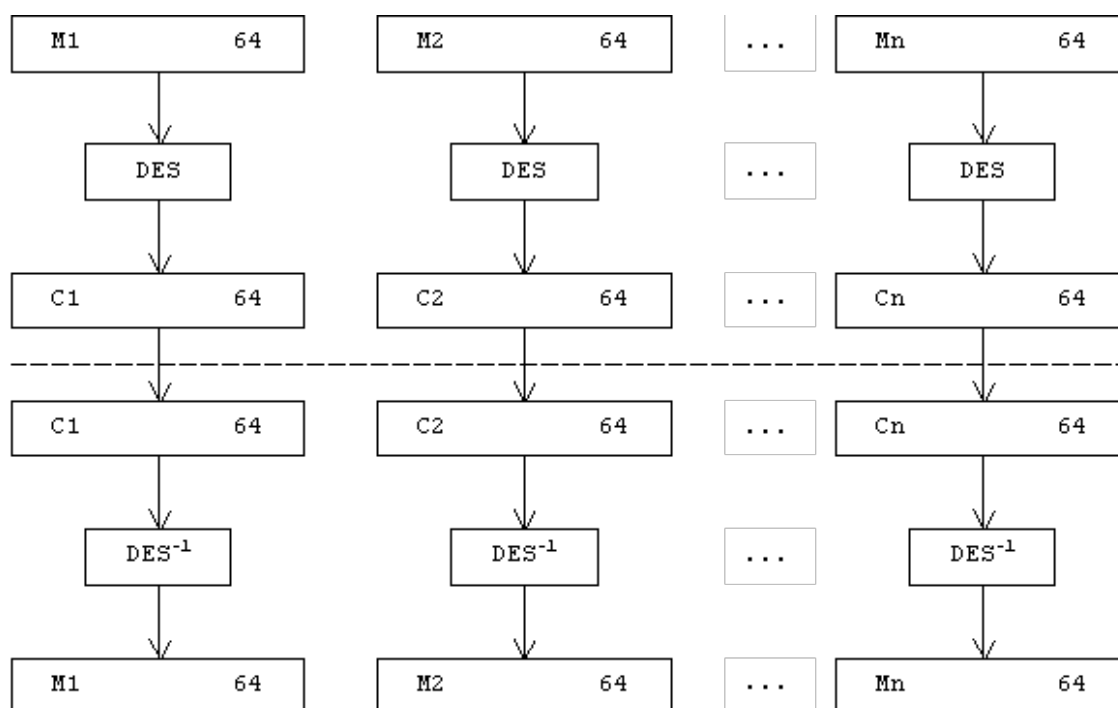 M1 64 M2 64 ... Mn 64
DES DES ... DES
C1 64 C2 64 ... Cn 64
C1 64 C2 64 ... Cn 64
DES⁻¹ DES⁻¹ ... DES⁻¹
M1 64 M2 64 ... Mn 64